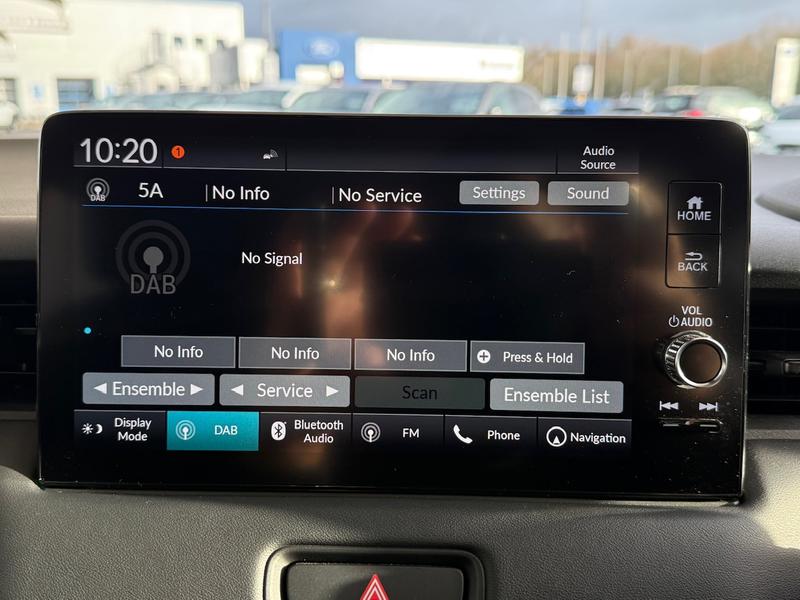 Ford
10:20
1
Audio
Source
DAB
5A
No Info
No Service
Settings
Sound
HOME
DAB
No Signal
BACK
VOL
AUDIO
No Info
No Info
No Info
Press & Hold
Ensemble
Service
Scan
Ensemble List
Display
Mode
DAB
Bluetooth
Audio
FM
Phone
Navigation